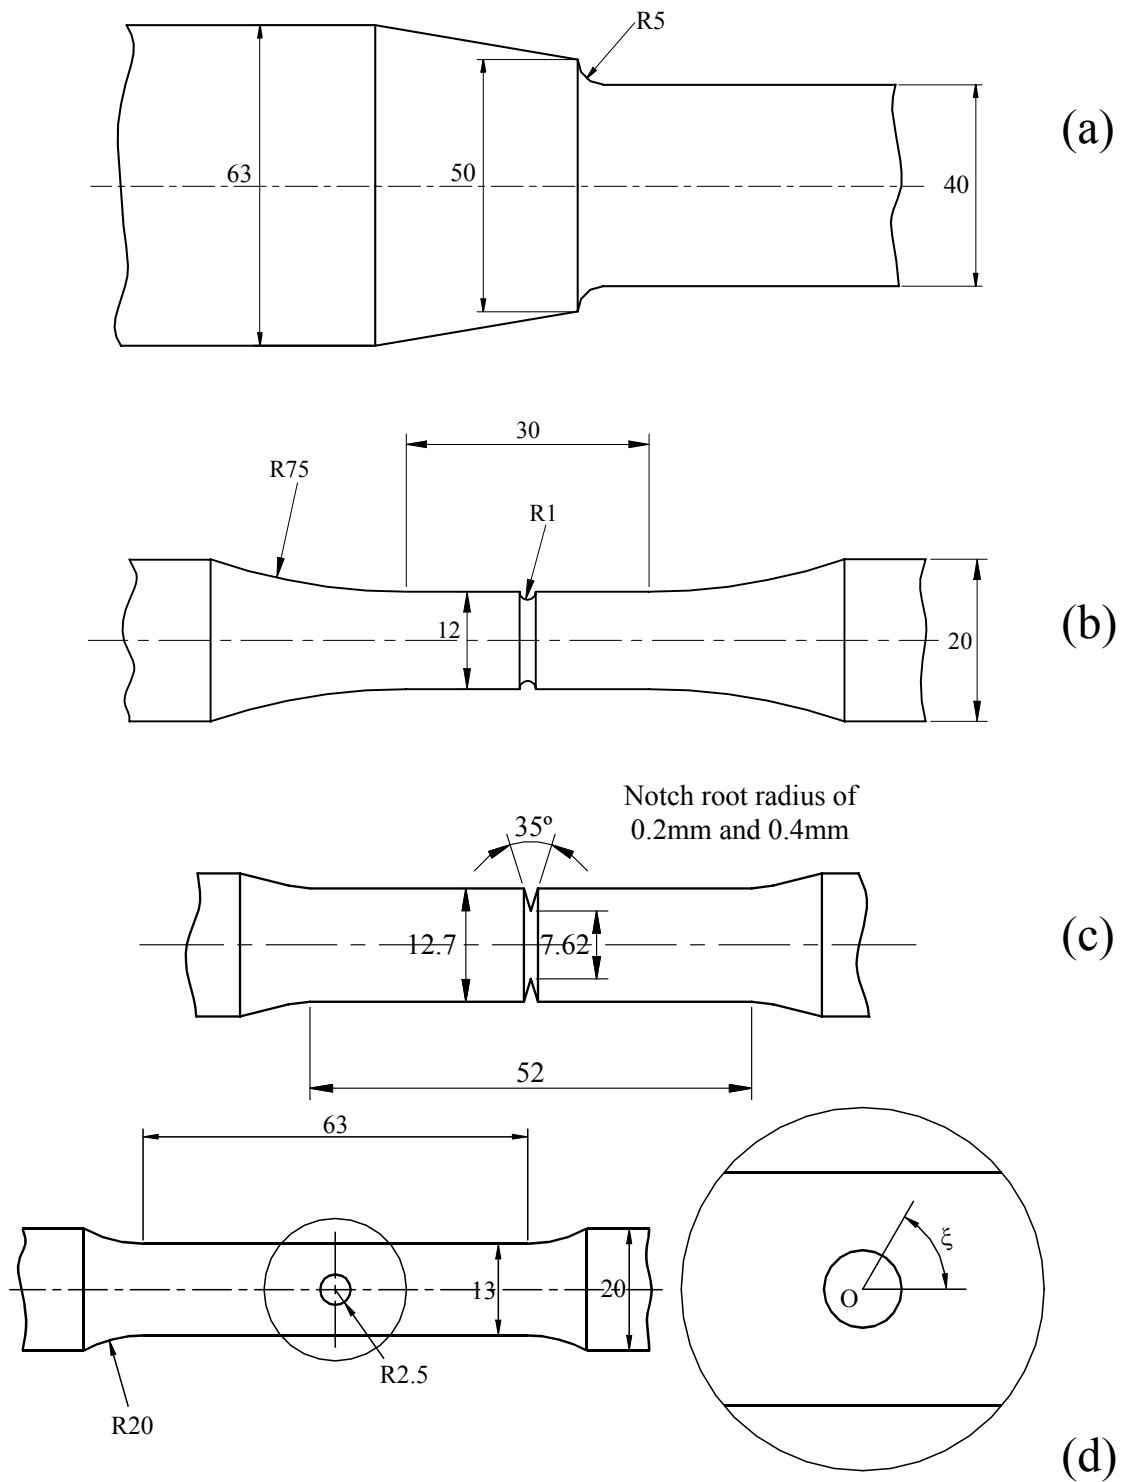 R5
63
50
40
(a)
30
R75
R1
12
20
(b)
Notch root radius of
0.2mm and 0.4mm
35º
12.7
7.62
(c)
52
63
13
20
R2.5
R20
ξ
O
(d)